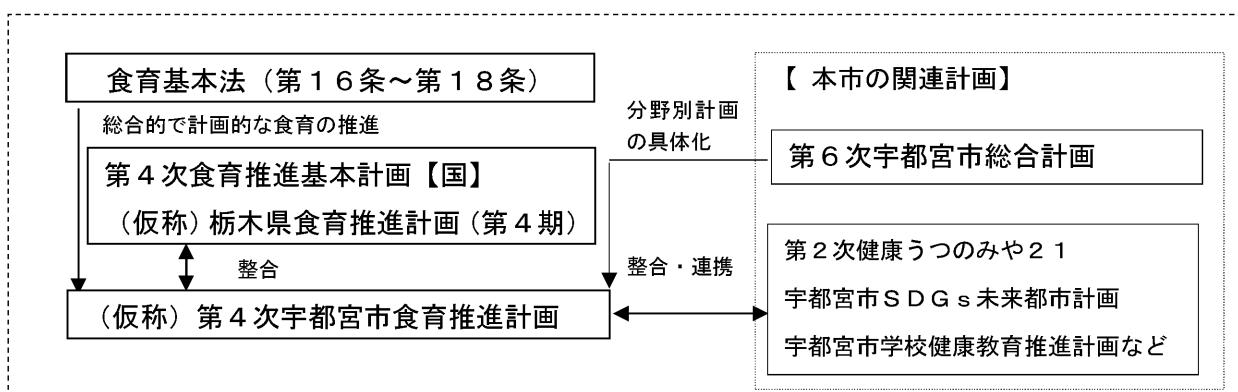 食育基本法（第１６条～第１８条）
総合的で計画的な食育の推進
第４次食育推進基本計画【国】
（仮称）栃木県食育推進計画（第４期）
整合
（仮称）第４次宇都宮市食育推進計画
分野別計画
の具体化
整合・連携
【 本市の関連計画】
第６次宇都宮市総合計画
第２次健康うつのみや２１
宇都宮市ＳＤＧｓ未来都市計画
宇都宮市学校健康教育推進計画など